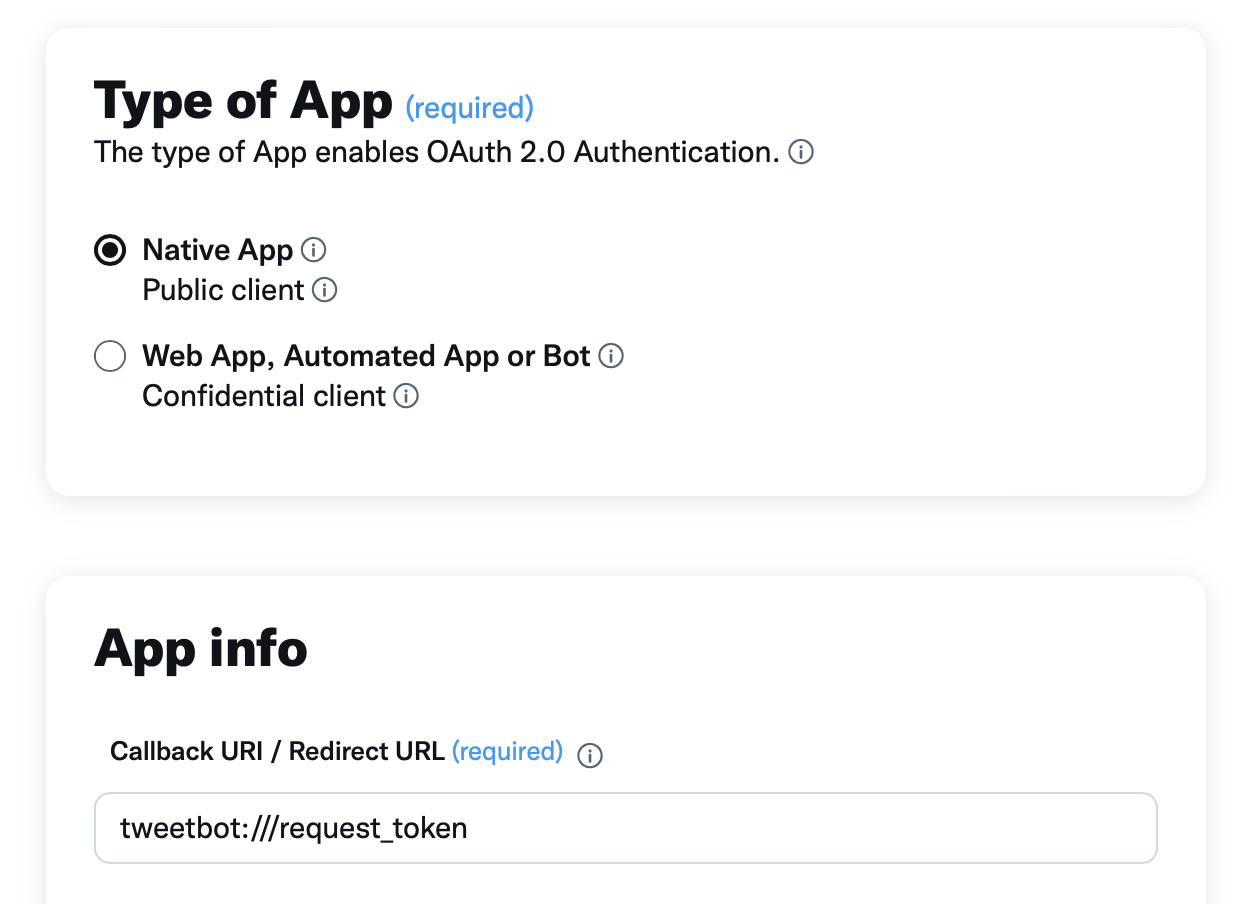 Type of App (required)
The type of App enables OAuth 2.0 Authentication.
Native App
Public client
Web App, Automated App or Bot
Confidential client
App info
Callback URI / Redirect URL (required)
tweetbot:///request_token